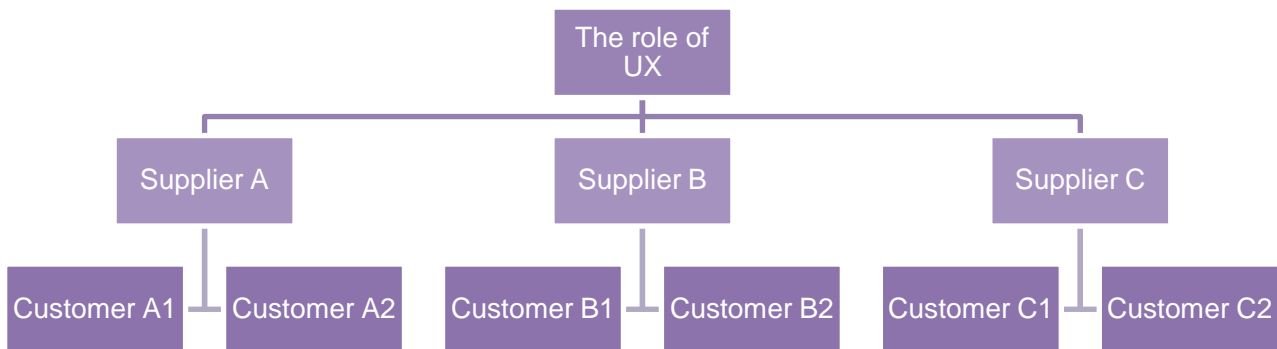 The role of
UX
Supplier A
Supplier B
Supplier C
Customer A1
Customer A2
Customer B1
Customer B2
Customer C1
Customer C2